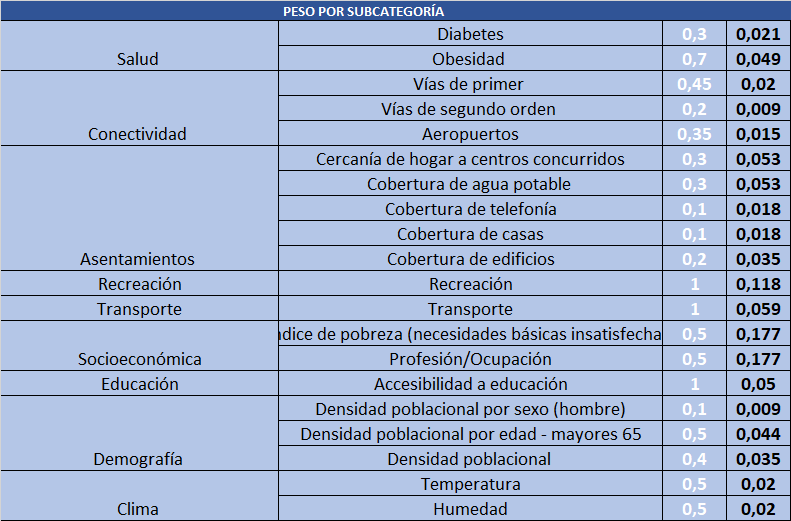 PESO POR SUBCATEGORÍA
Salud Diabetes 0,3 0,021
Obesidad 0,7 0,049
Conectividad Vías de primer 0,45 0,02
Vías de segundo orden 0,2 0,009
Aeropuertos 0,35 0,015
Asentamientos Cercanía de hogar a centros concurridos 0,3 0,053
Cobertura de agua potable 0,3 0,053
Cobertura de telefonía 0,1 0,018
Cobertura de casas 0,1 0,018
Cobertura de edificios 0,2 0,035
Recreación Recreación 1 0,118
Transporte Transporte 1 0,059
Socioeconómica ndice de pobreza (necesidades básicas insatisfecha 0,5 0,177
Profesión/Ocupación 0,5 0,177
Educación Accesibilidad a educación 1 0,05
Demografía Densidad poblacional por sexo (hombre) 0,1 0,009
Densidad poblacional por edad - mayores 65 0,5 0,044
Densidad poblacional 0,4 0,035
Clima Temperatura 0,5 0,02
Humedad 0,5 0,02